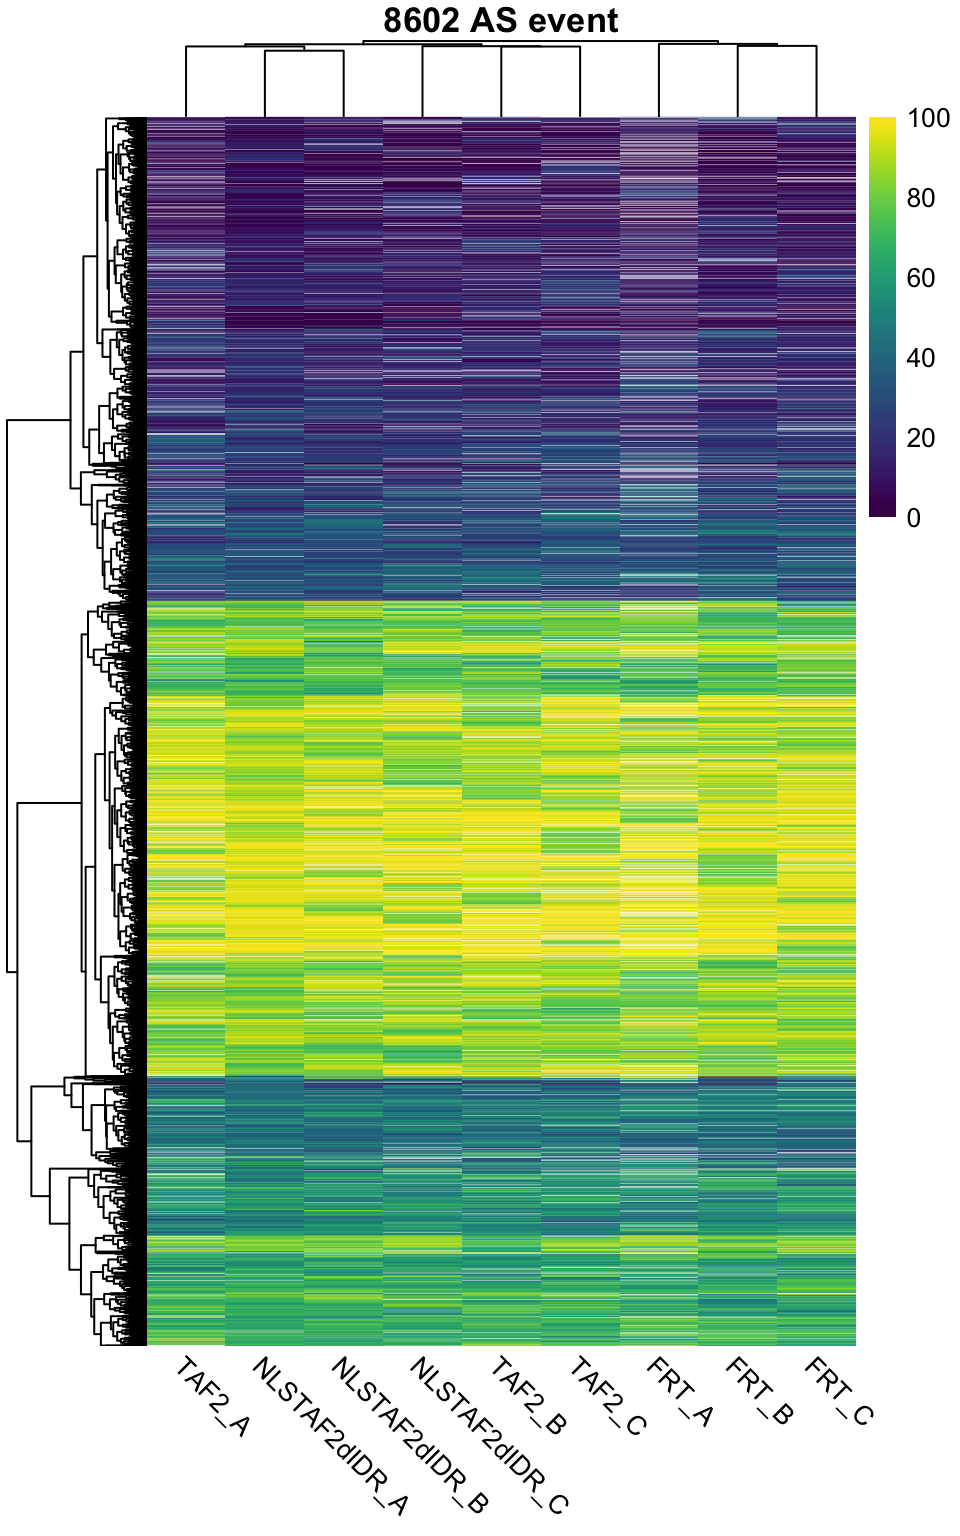 8602 AS event
100
80
60
40
20
0
TAF2_A
NLSTAF2dIDR_A
NLSTAF2dIDR_B
NLSTAF2dIDR_C
TAF2_B
TAF2_C
FRT_A
FRT_B
FRT_C